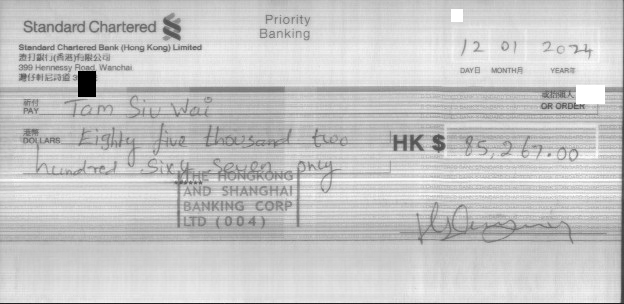 Standard Chartered
Priority
Banking
Standard Chartered Bank (Hong Kong) Limited
渣打銀行(香港)有限公司
399 Hennessy Road, Wanchai.
灣仔軒尼詩道 3
12 01 2024
DAY日 MONTH月 YEAR年
祈付
PAY Tam Siu Wai
或持票人
OR ORDER
港幣
DOLLARS Eighty five thousand two
hundred sixty seven only
HK $ 85,267.00
THE HONGKONG
AND SHANGHAI
BANKING CORP
LTD (004)